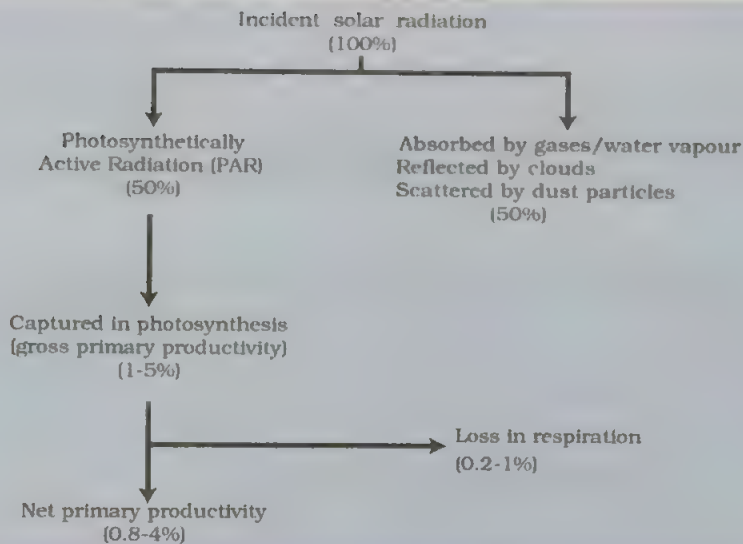 Incident solar radiation
(100%)
Photosynthetically
Active Radiation (PAR)
(50%)
Absorbed by gases/water vapour
Reflected by clouds
Scattered by dust particles
(50%)
Captured in photosynthesis
(gross primary productivity)
(1-5%)
Loss in respiration
(0.2-1%)
Net primary productivity
(0.8-4%)